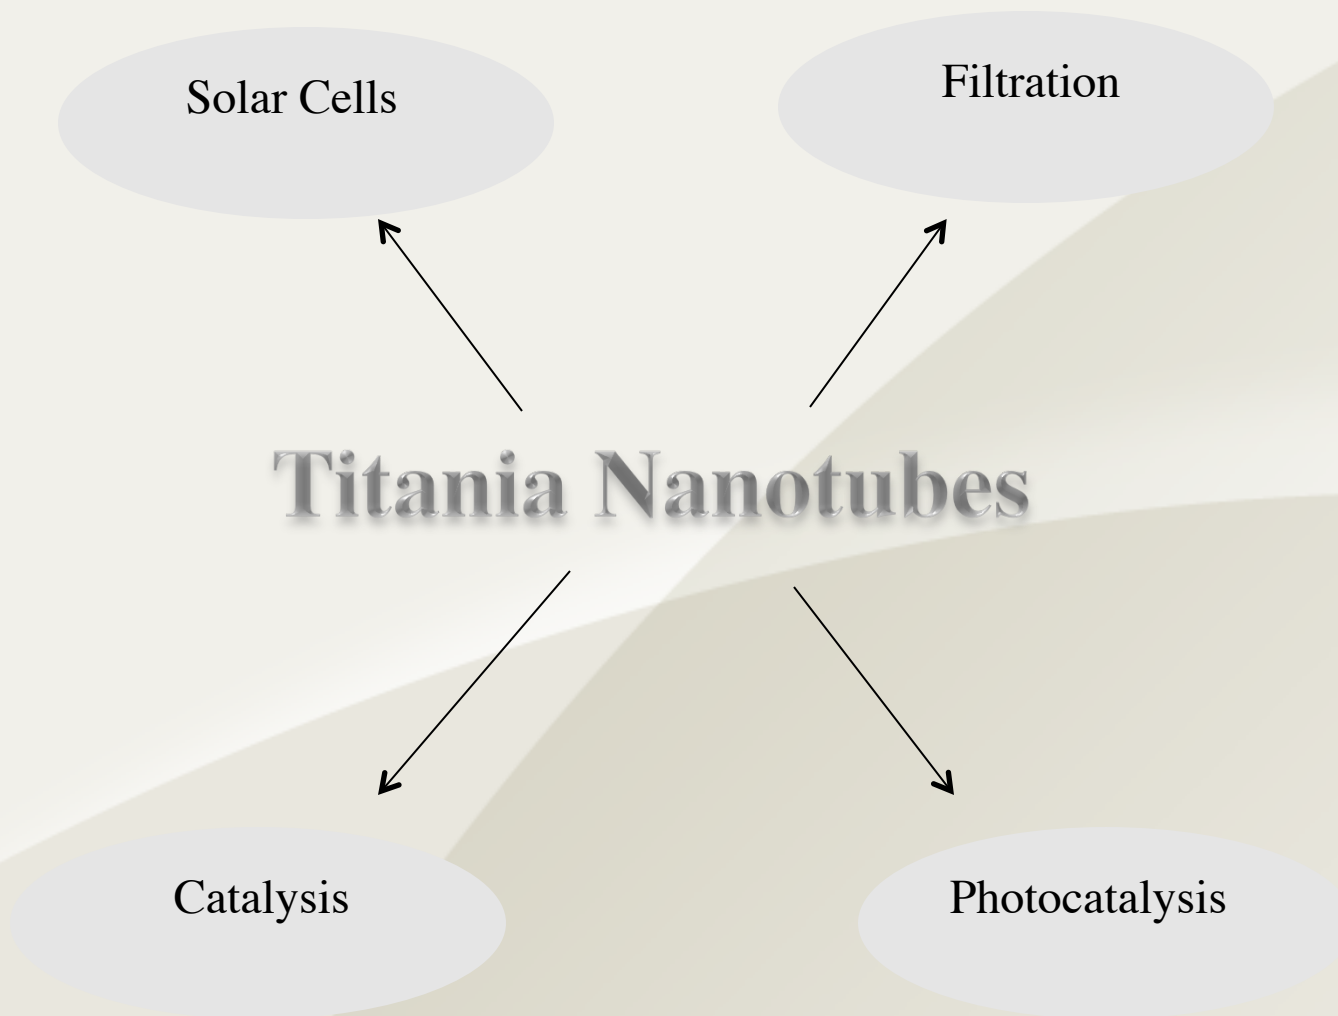 Solar Cells
Filtration
Titania Nanotubes
Catalysis
Photocatalysis